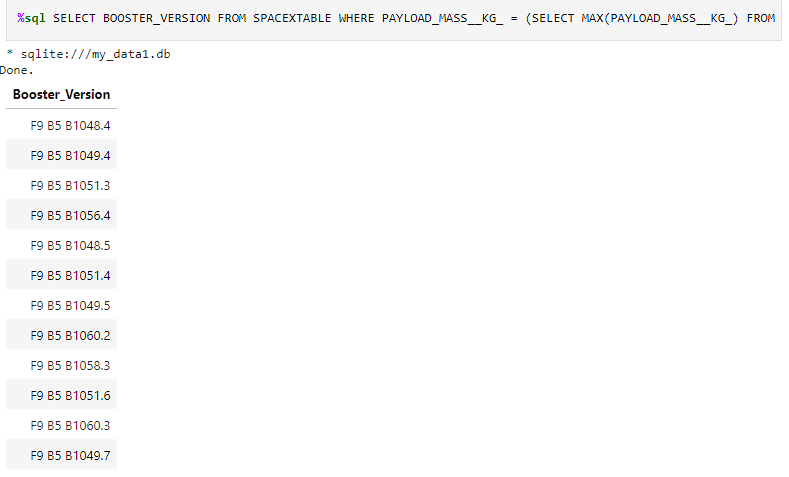 %sql SELECT BOOSTER_VERSION FROM SPACEXTABLE WHERE PAYLOAD_MASS__KG_ = (SELECT MAX(PAYLOAD_MASS__KG_) FROM
* sqlite:///my_data1.db
Done.
Booster_Version
F9 B5 B1048.4
F9 B5 B1049.4
F9 B5 B1051.3
F9 B5 B1056.4
F9 B5 B1048.5
F9 B5 B1051.4
F9 B5 B1049.5
F9 B5 B1060.2
F9 B5 B1058.3
F9 B5 B1051.6
F9 B5 B1060.3
F9 B5 B1049.7